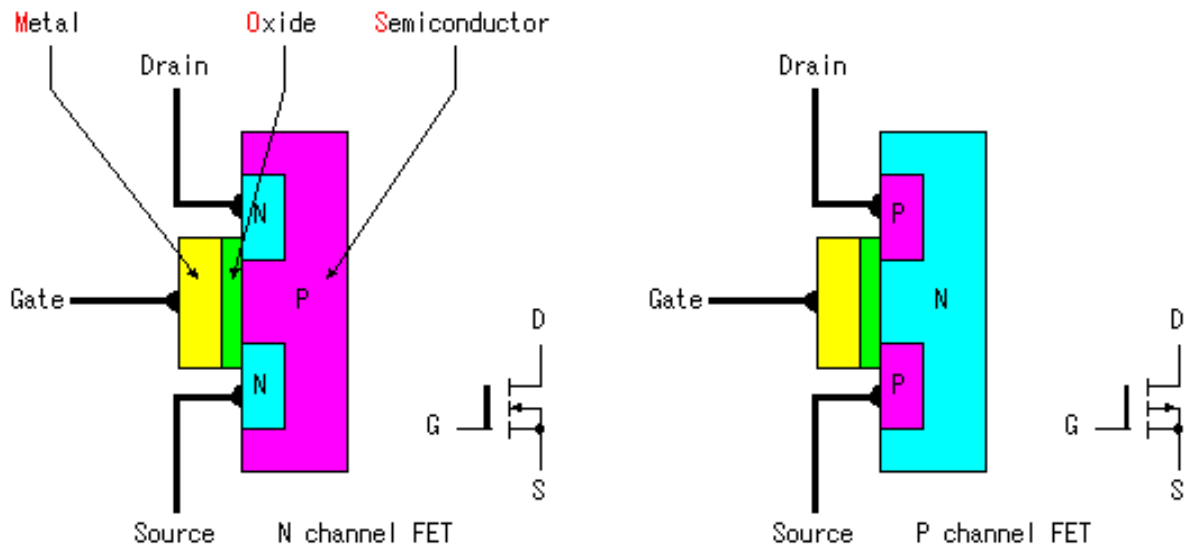 Metal Oxide Semiconductor
Drain
N
Gate
P
N
D
G
S
Source
N channel FET
Drain
P
Gate
N
P
D
G
S
Source
P channel FET